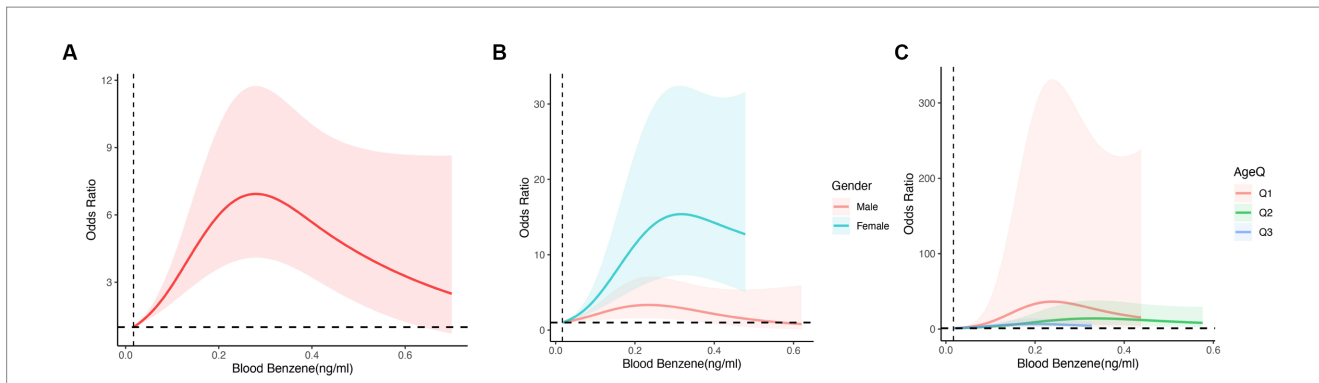 A
Odds Ratio
12
9
6
3
0.0 0.2 0.4 0.6
Blood Benzene(ng/ml)
B
Odds Ratio
30
20
10
0
0.0 0.2 0.4 0.6
Blood Benzene(ng/ml)
Gender
Male
Female
C
Odds Ratio
300
200
100
0
0.0 0.2 0.4 0.6
Blood Benzene(ng/ml)
AgeQ
Q1
Q2
Q3